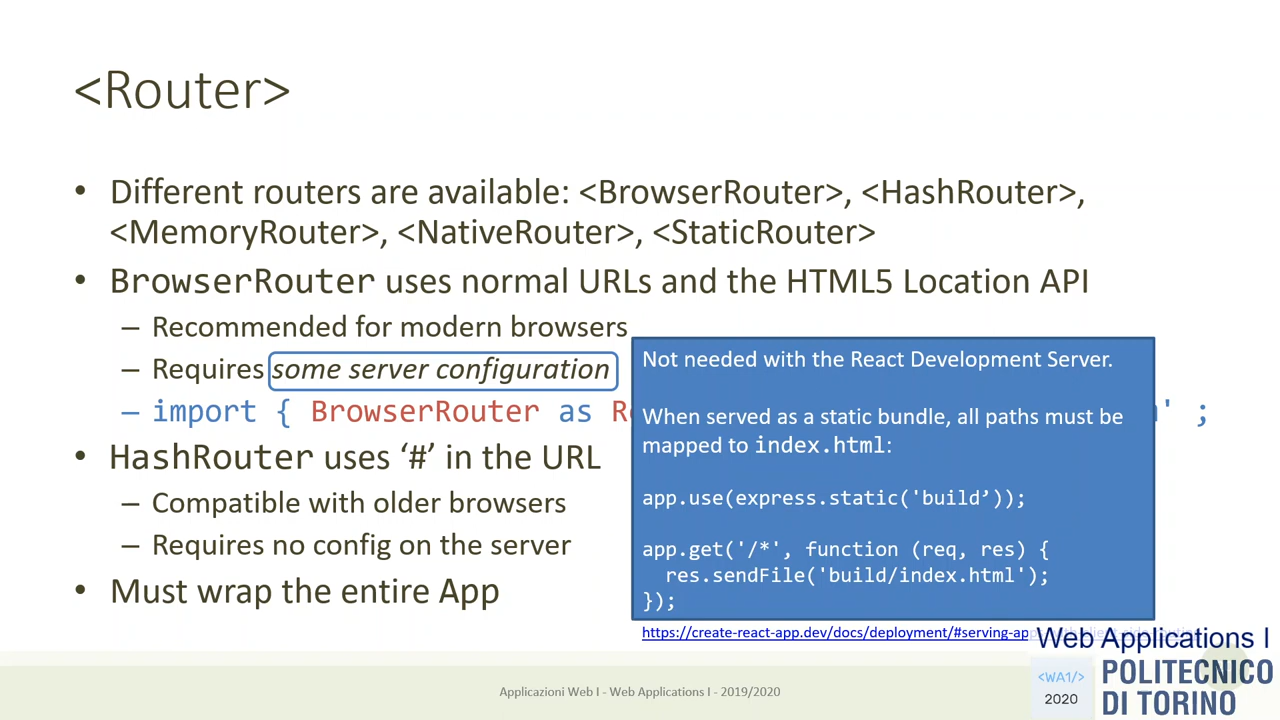 <Router>
• Different routers are available: <BrowserRouter>, <HashRouter>,
<MemoryRouter>, <NativeRouter>, <StaticRouter>
• BrowserRouter uses normal URLs and the HTML5 Location API
– Recommended for modern browsers
– Requires some server configuration
– import { BrowserRouter as ' ;
• HashRouter uses ‘#’ in the URL
– Compatible with older browsers
– Requires no config on the server
• Must wrap the entire App
Not needed with the React Development Server.
When served as a static bundle, all paths must be
mapped to index.html:
app.use(express.static('build’));
app.get('/*', function (req, res) {
res.sendFile('build/index.html');
});
https://create-react-app.dev/docs/deployment/#serving-ap
Web Applications I
<WA1/>
2020
POLITECNICO
DI TORINO
Applicazioni Web I - Web Applications I - 2019/2020